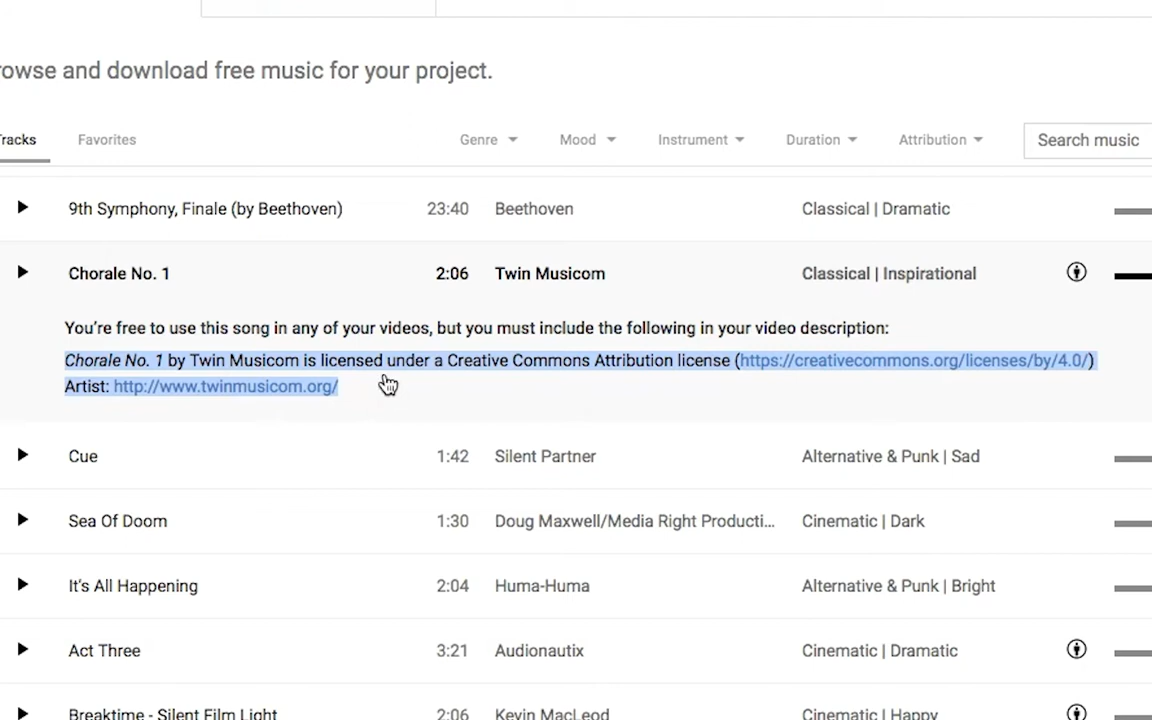 rowse and download free music for your project.
Tracks Favorites Genre Mood Instrument Duration Attribution Search music
9th Symphony, Finale (by Beethoven) 23:40 Beethoven Classical | Dramatic
Chorale No. 1 2:06 Twin Musicom Classical | Inspirational
You're free to use this song in any of your videos, but you must include the following in your video description:
Chorale No. 1 by Twin Musicom is licensed under a Creative Commons Attribution license (https://creativecommons.org/licenses/by/4.0/)
Artist: http://www.twinmusicom.org/
Cue 1:42 Silent Partner Alternative & Punk | Sad
Sea Of Doom 1:30 Doug Maxwell/Media Right Producti... Cinematic | Dark
It's All Happening 2:04 Huma-Huma Alternative & Punk | Bright
Act Three 3:21 Audionautix Cinematic | Dramatic
Breaktime - Silent Film Light 2:06 Kevin MacLeod Cinematic | Happy